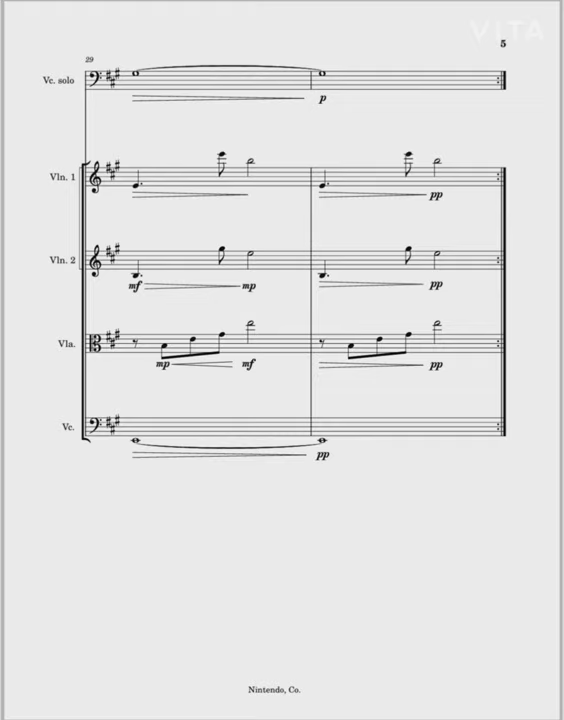 VITA
5
29
Vc. solo
p
Vln. 1
pp
Vln. 2
mf mp pp
Vla.
mp mf pp
Vc.
pp
Nintendo, Co.